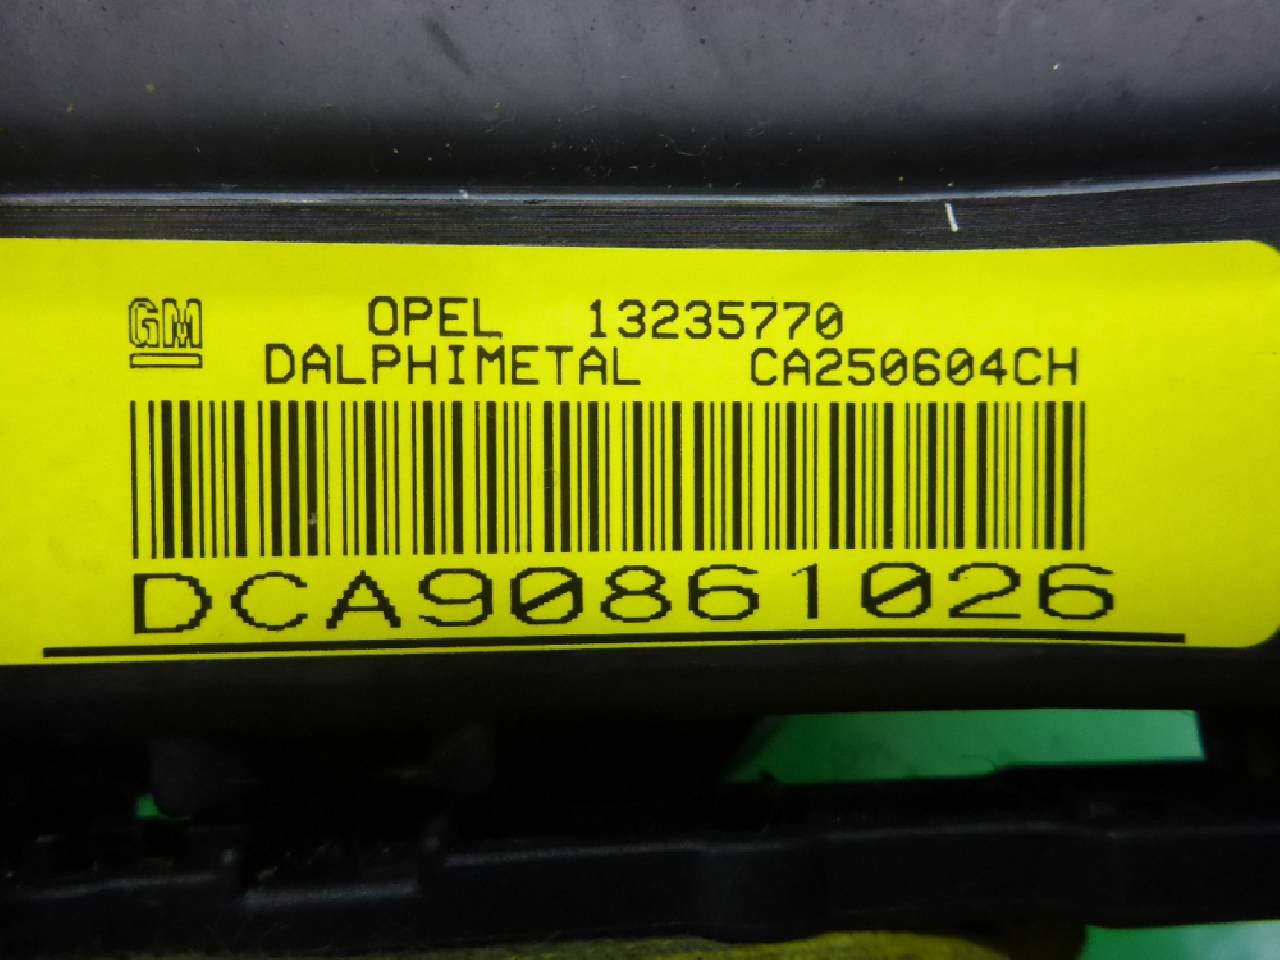 GM OPEL 13235770
DALPHIMETAL CA250604CH
DCA90861026